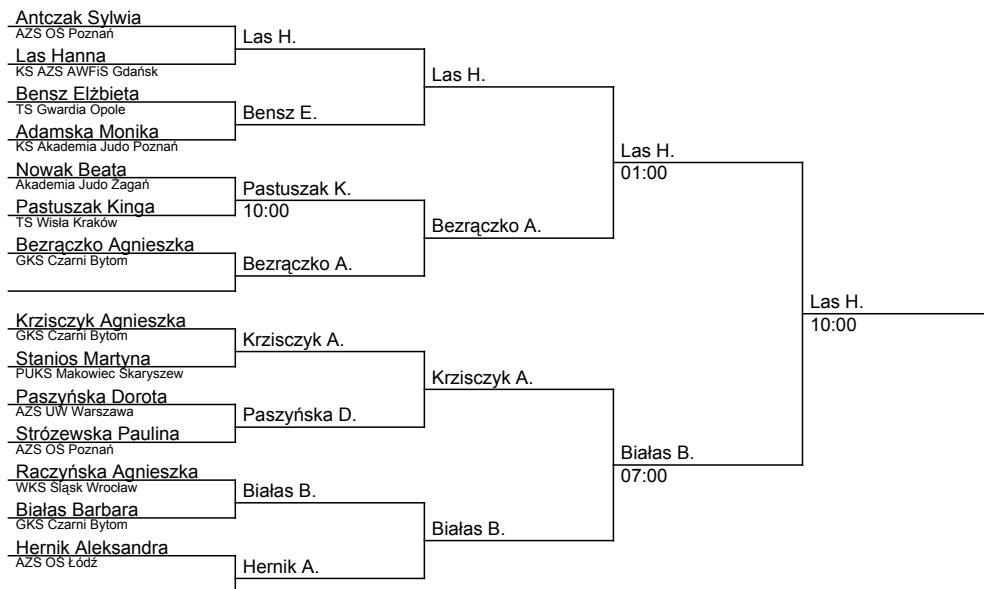 Antczak Sylwia
AZS OŚ Poznań
Las Hanna
KS AZS AWFiS Gdańsk
Bensz Elżbieta
TS Gwardia Opole
Adamska Monika
KS Akademia Judo Poznań
Nowak Beata
Akademia Judo Żagań
Pastuszak Kinga
TS Wisła Kraków
Bezrączko Agnieszka
GKS Czarni Bytom
Krzisczyk Agnieszka
GKS Czarni Bytom
Stanios Martyna
PUKS Makowiec Skaryszew
Paszyńska Dorota
AZS UW Warszawa
Strózewska Paulina
AZS OŚ Poznań
Raczyńska Agnieszka
WKS Śląsk Wrocław
Białas Barbara
GKS Czarni Bytom
Hernik Aleksandra
AZS OŚ Łódź
Las H.
Bensz E.
Pastuszak K.
10:00
Bezrączko A.
Krzisczyk A.
Paszyńska D.
Białas B.
Hernik A.
Las H.
Bezrączko A.
Krzisczyk A.
Białas B.
Las H.
01:00
Białas B.
07:00
Las H.
10:00